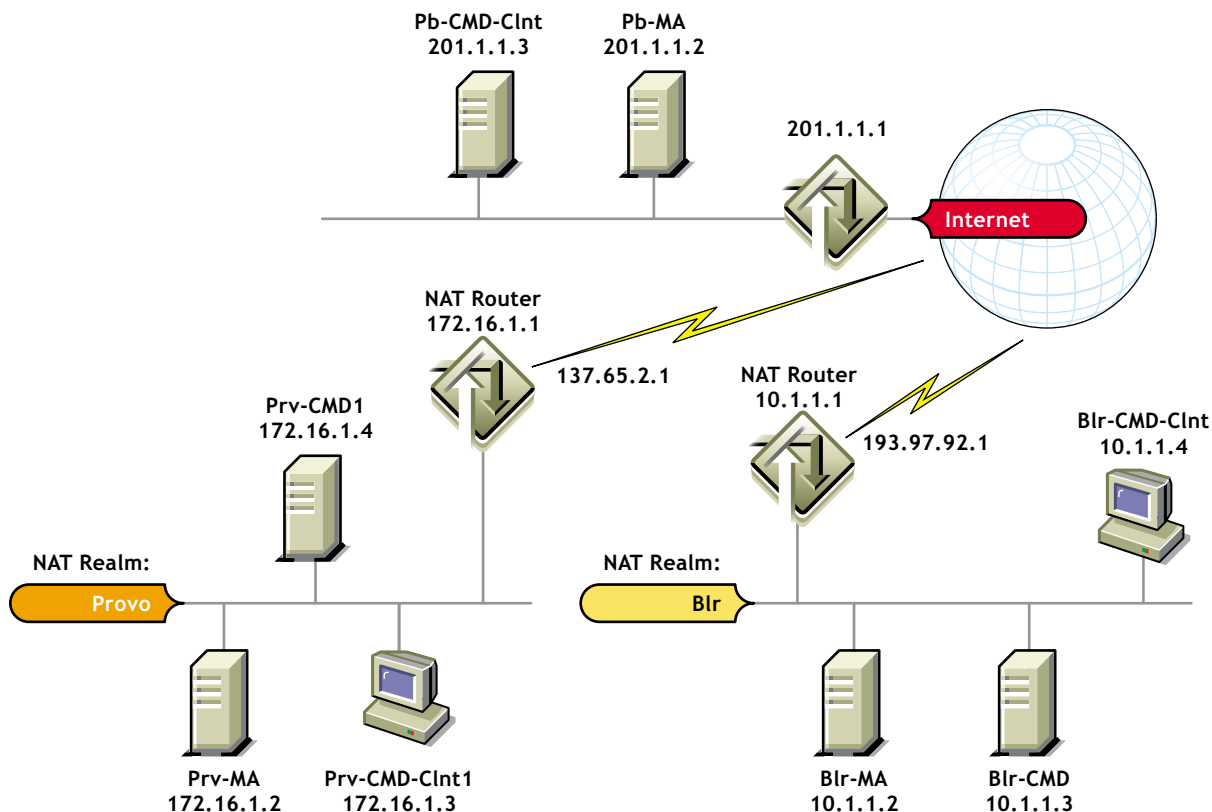 Pb-CMD-Clnt
201.1.1.3
Pb-MA
201.1.1.2
201.1.1.1
Internet
NAT Router
172.16.1.1
137.65.2.1
NAT Router
10.1.1.1
193.97.92.1
Prv-CMD1
172.16.1.4
Blr-CMD-Clnt
10.1.1.4
NAT Realm:
Provo
NAT Realm:
Blr
Prv-MA
172.16.1.2
Prv-CMD-Clnt1
172.16.1.3
Blr-MA
10.1.1.2
Blr-CMD
10.1.1.3